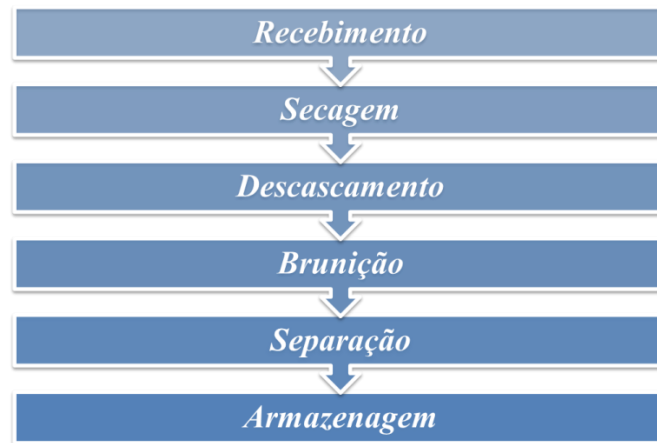 Recebimento
Secagem
Descascamento
Brunição
Separação
Armazenagem